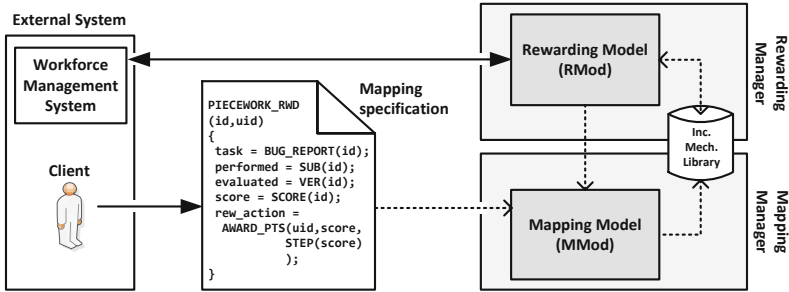 External System
Workforce
Management
System
Client
Mapping
specification
PIECEWORK_RWD
(id,uid)
{
task = BUG_REPORT(id);
performed = SUB(id);
evaluated = VER(id);
score = SCORE(id);
rew_action =
AWARD_PTS(uid,score,
STEP(score)
);
}
Rewarding Model
(RMod)
Rewarding
Manager
Inc.
Mech.
Library
Mapping Model
(MMod)
Mapping
Manager